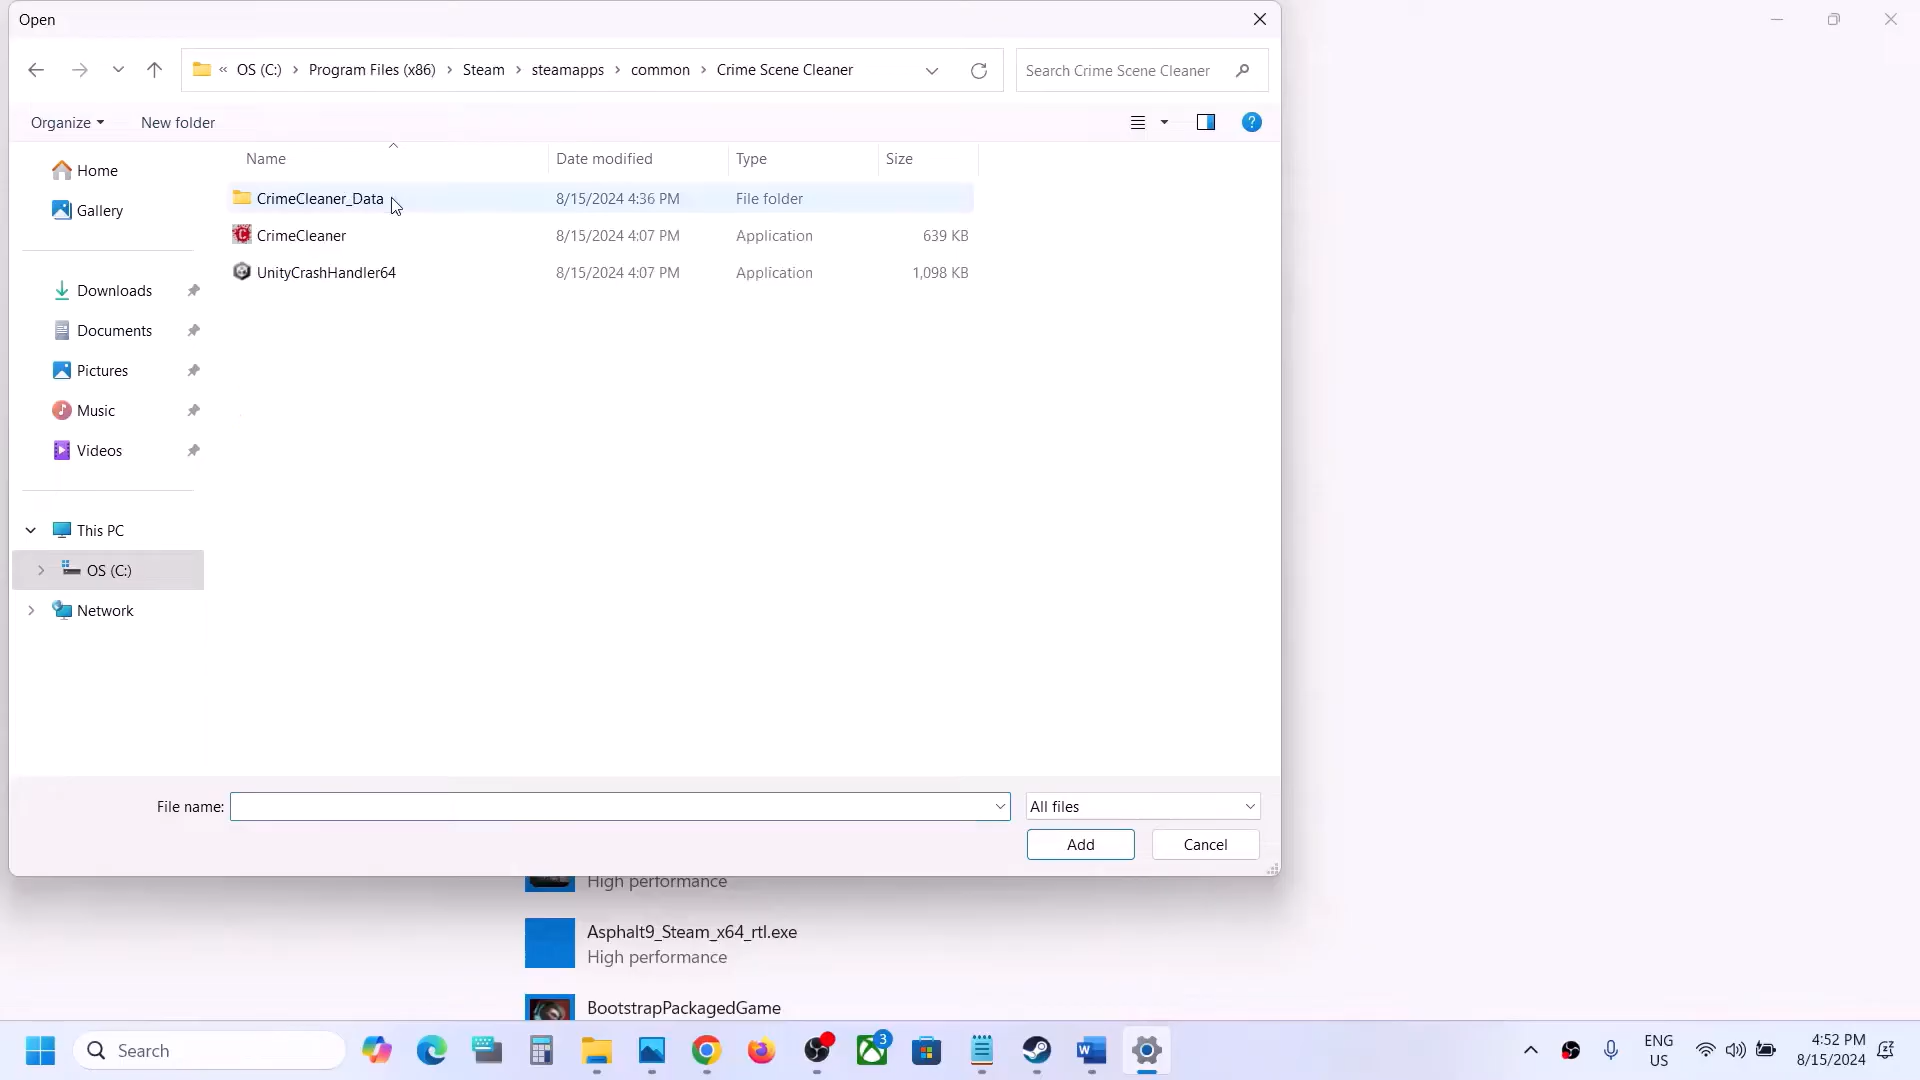 Open
« OS (C:) › Program Files (x86) › Steam › steamapps › common › Crime Scene Cleaner
Search Crime Scene Cleaner
Organize
New folder
Name Date modified Type Size
Home
Gallery
Downloads
Documents
Pictures
Music
Videos
This PC
OS (C:)
Network
CrimeCleaner_Data 8/15/2024 4:36 PM File folder
CrimeCleaner 8/15/2024 4:07 PM Application 639 KB
UnityCrashHandler64 8/15/2024 4:07 PM Application 1,098 KB
File name:
All files
Add
Cancel
High performance
Asphalt9_Steam_x64_rtl.exe
High performance
BootstrapPackagedGame
Search
3
ENG
US
4:52 PM
8/15/2024